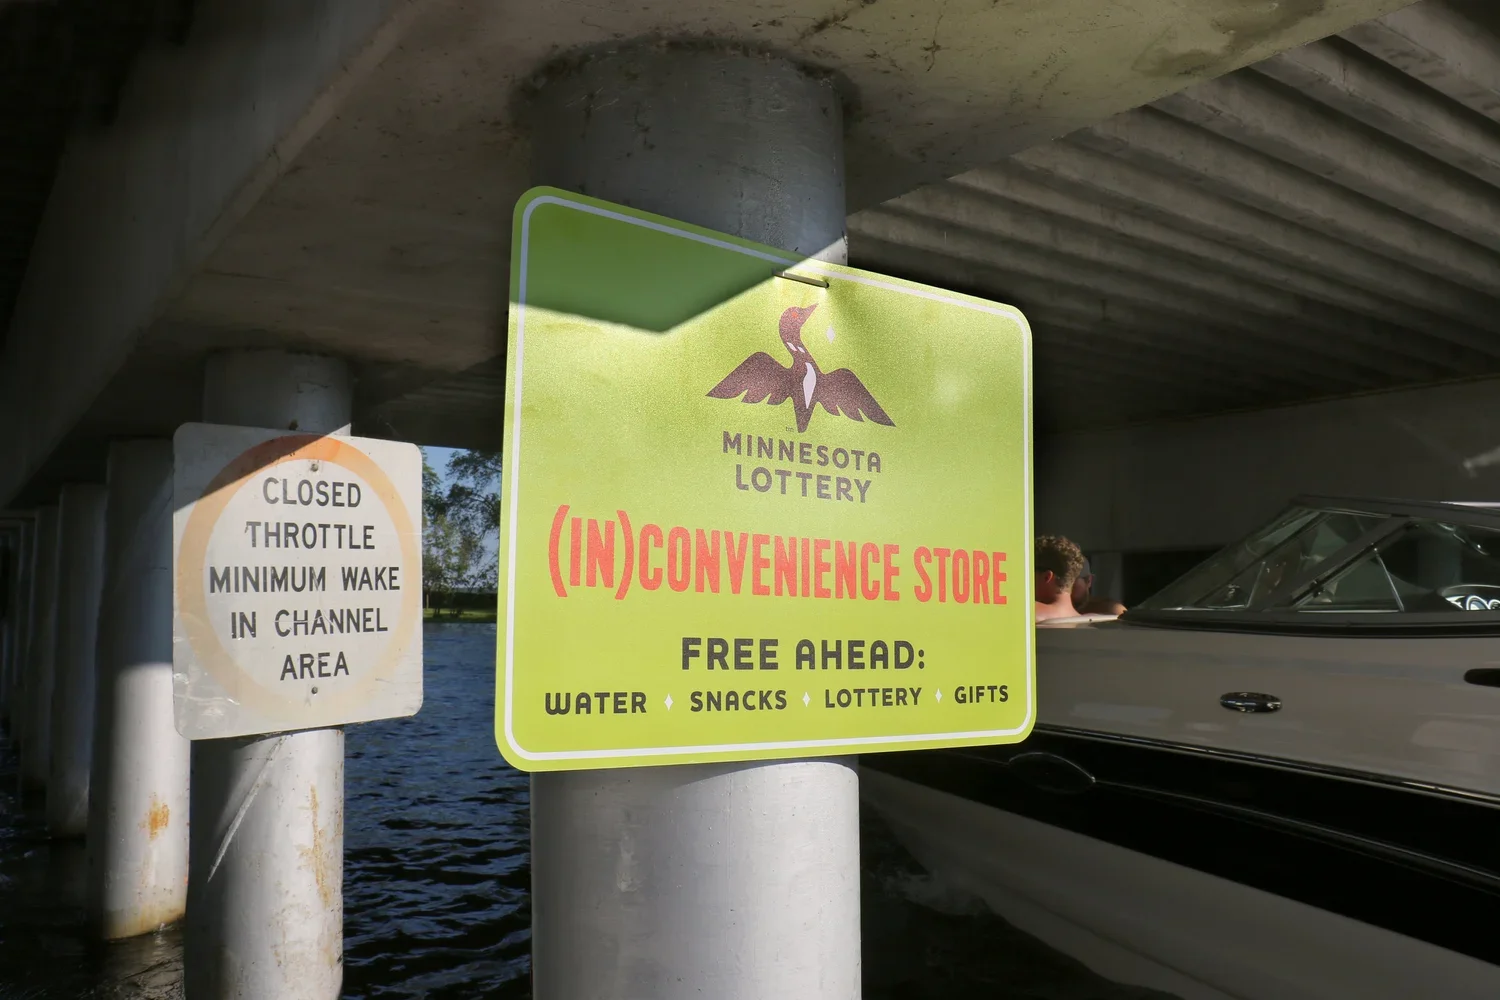 CLOSED
THROTTLE
MINIMUM WAKE
IN CHANNEL
AREA
MINNESOTA
LOTTERY
(IN)CONVENIENCE STORE
FREE AHEAD:
WATER ♦ SNACKS ♦ LOTTERY ♦ GIFTS